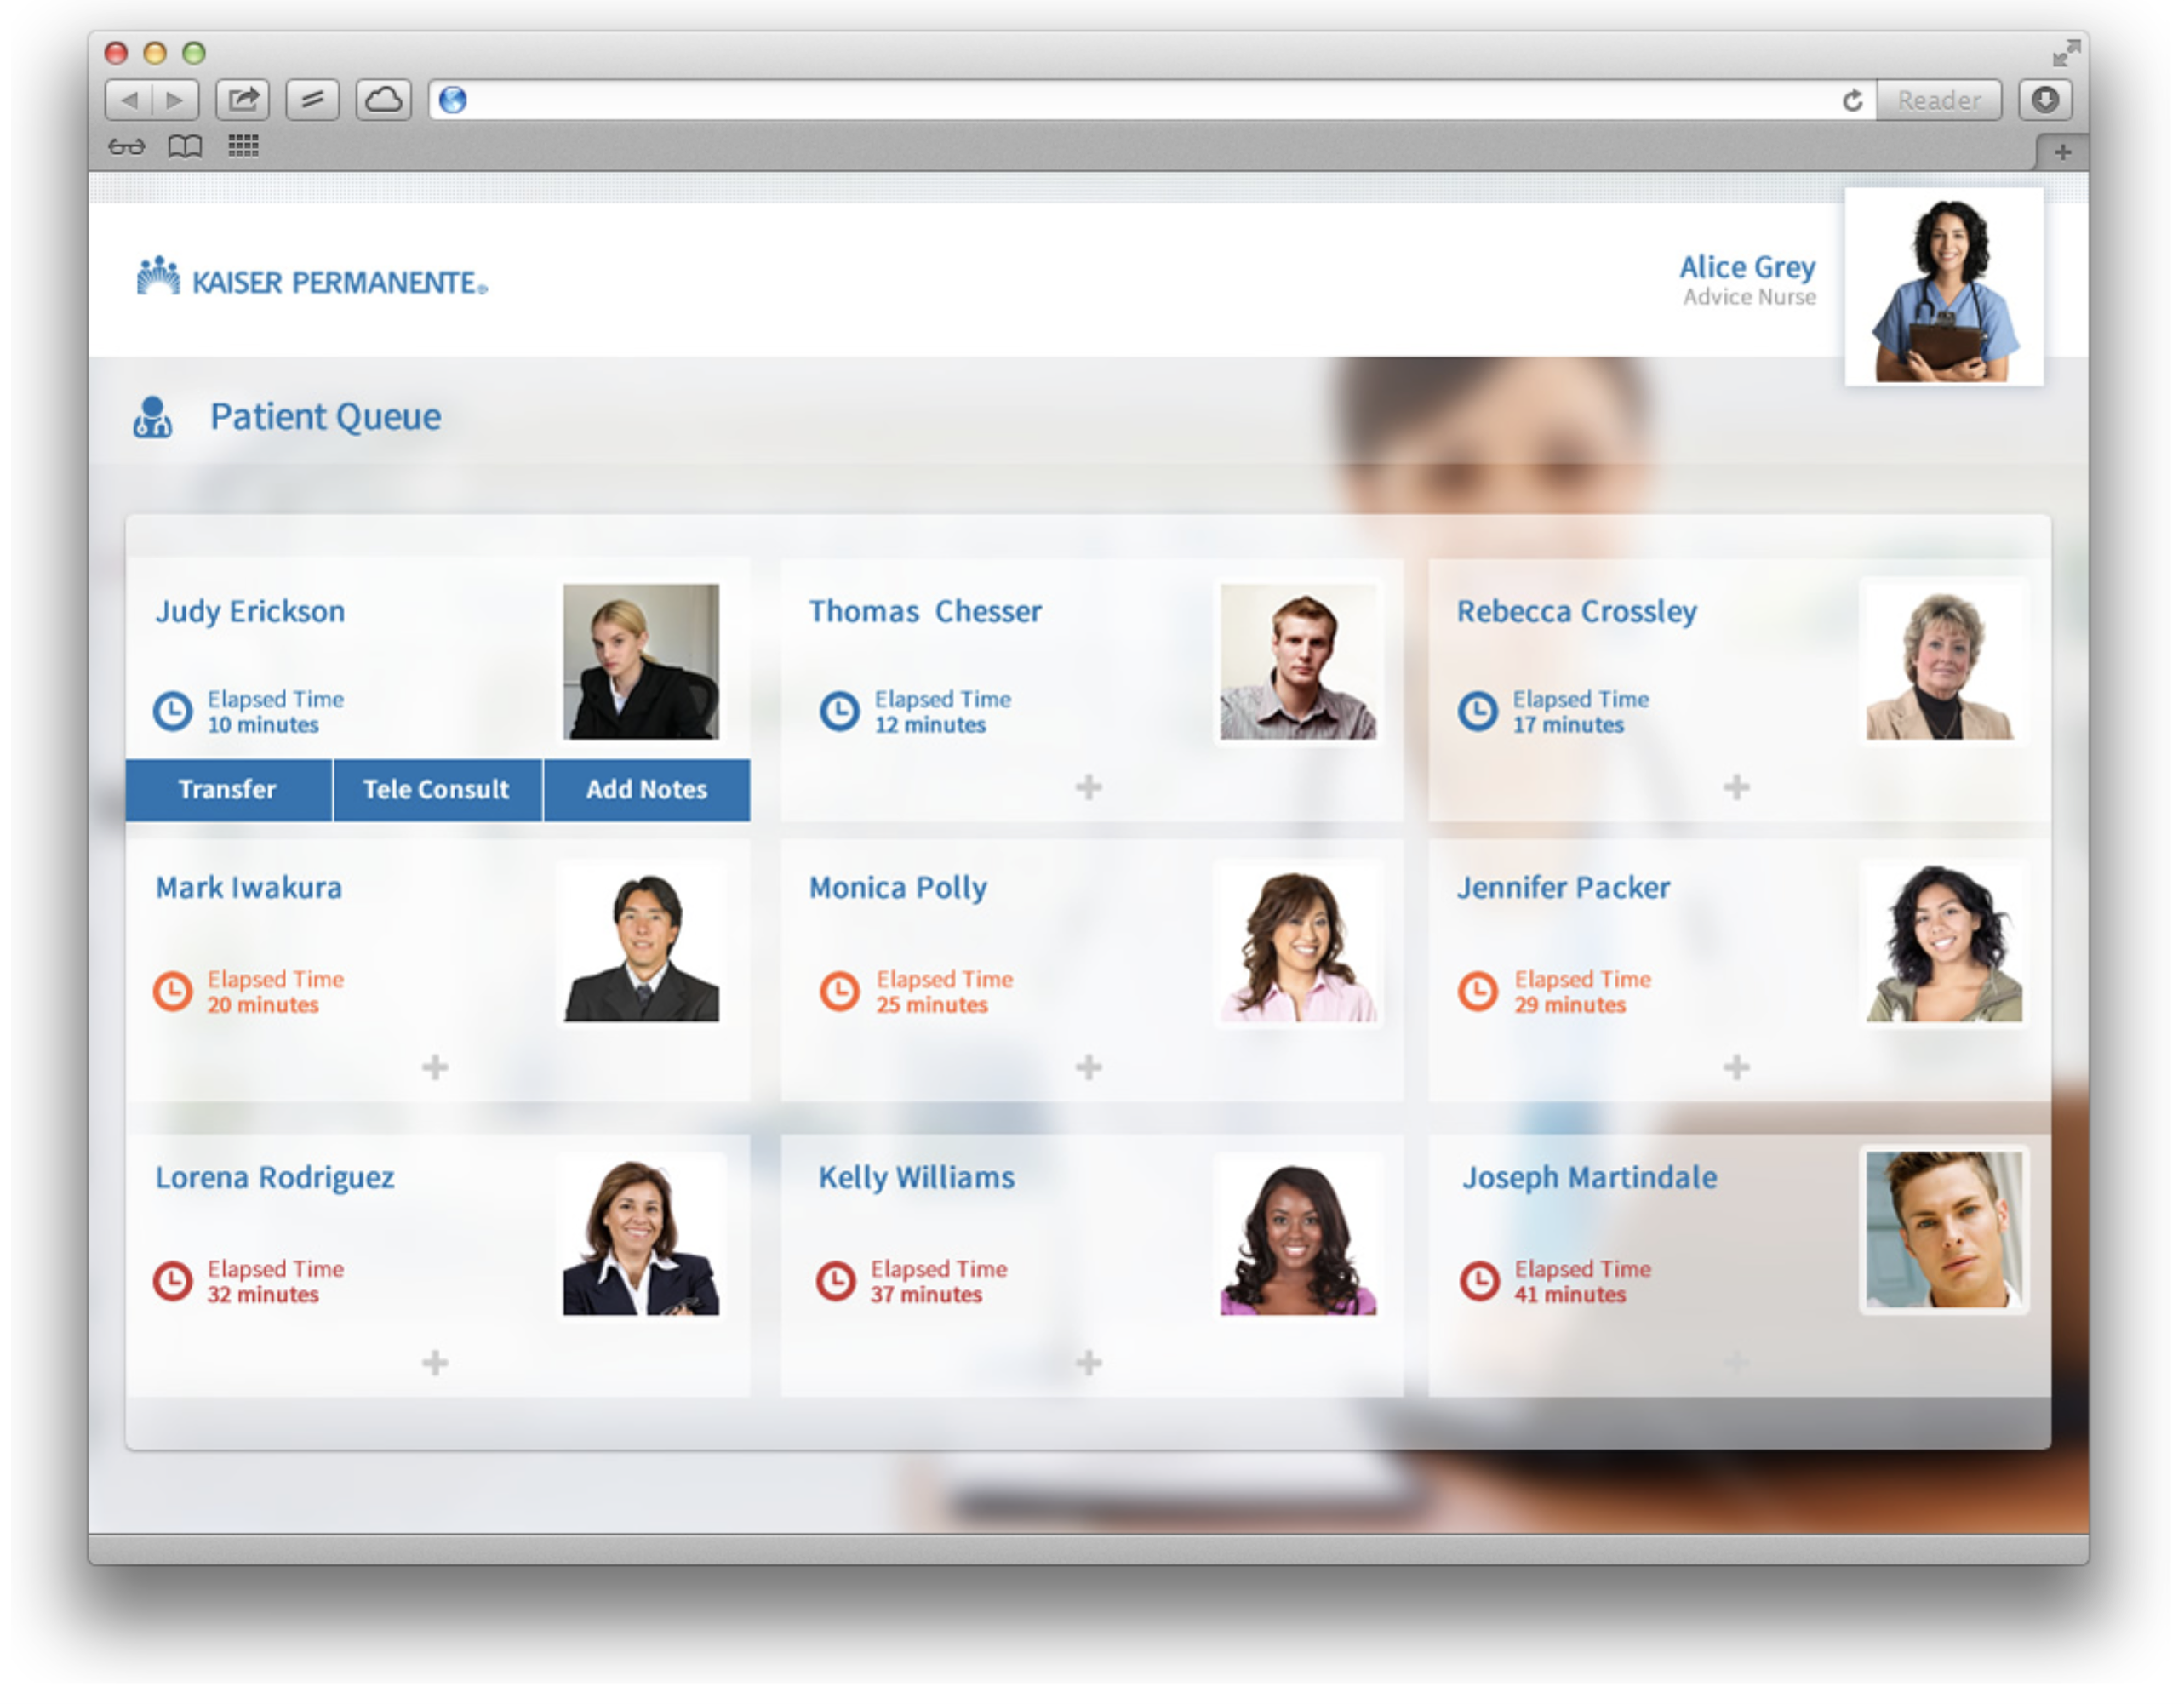 Reader
KAISER PERMANENTE®
Alice Grey
Advice Nurse
Patient Queue
Judy Erickson
Elapsed Time
10 minutes
Transfer
Tele Consult
Add Notes
Thomas Chesser
Elapsed Time
12 minutes
Rebecca Crossley
Elapsed Time
17 minutes
Mark Iwakura
Elapsed Time
20 minutes
Monica Polly
Elapsed Time
25 minutes
Jennifer Packer
Elapsed Time
29 minutes
Lorena Rodriguez
Elapsed Time
32 minutes
Kelly Williams
Elapsed Time
37 minutes
Joseph Martindale
Elapsed Time
41 minutes